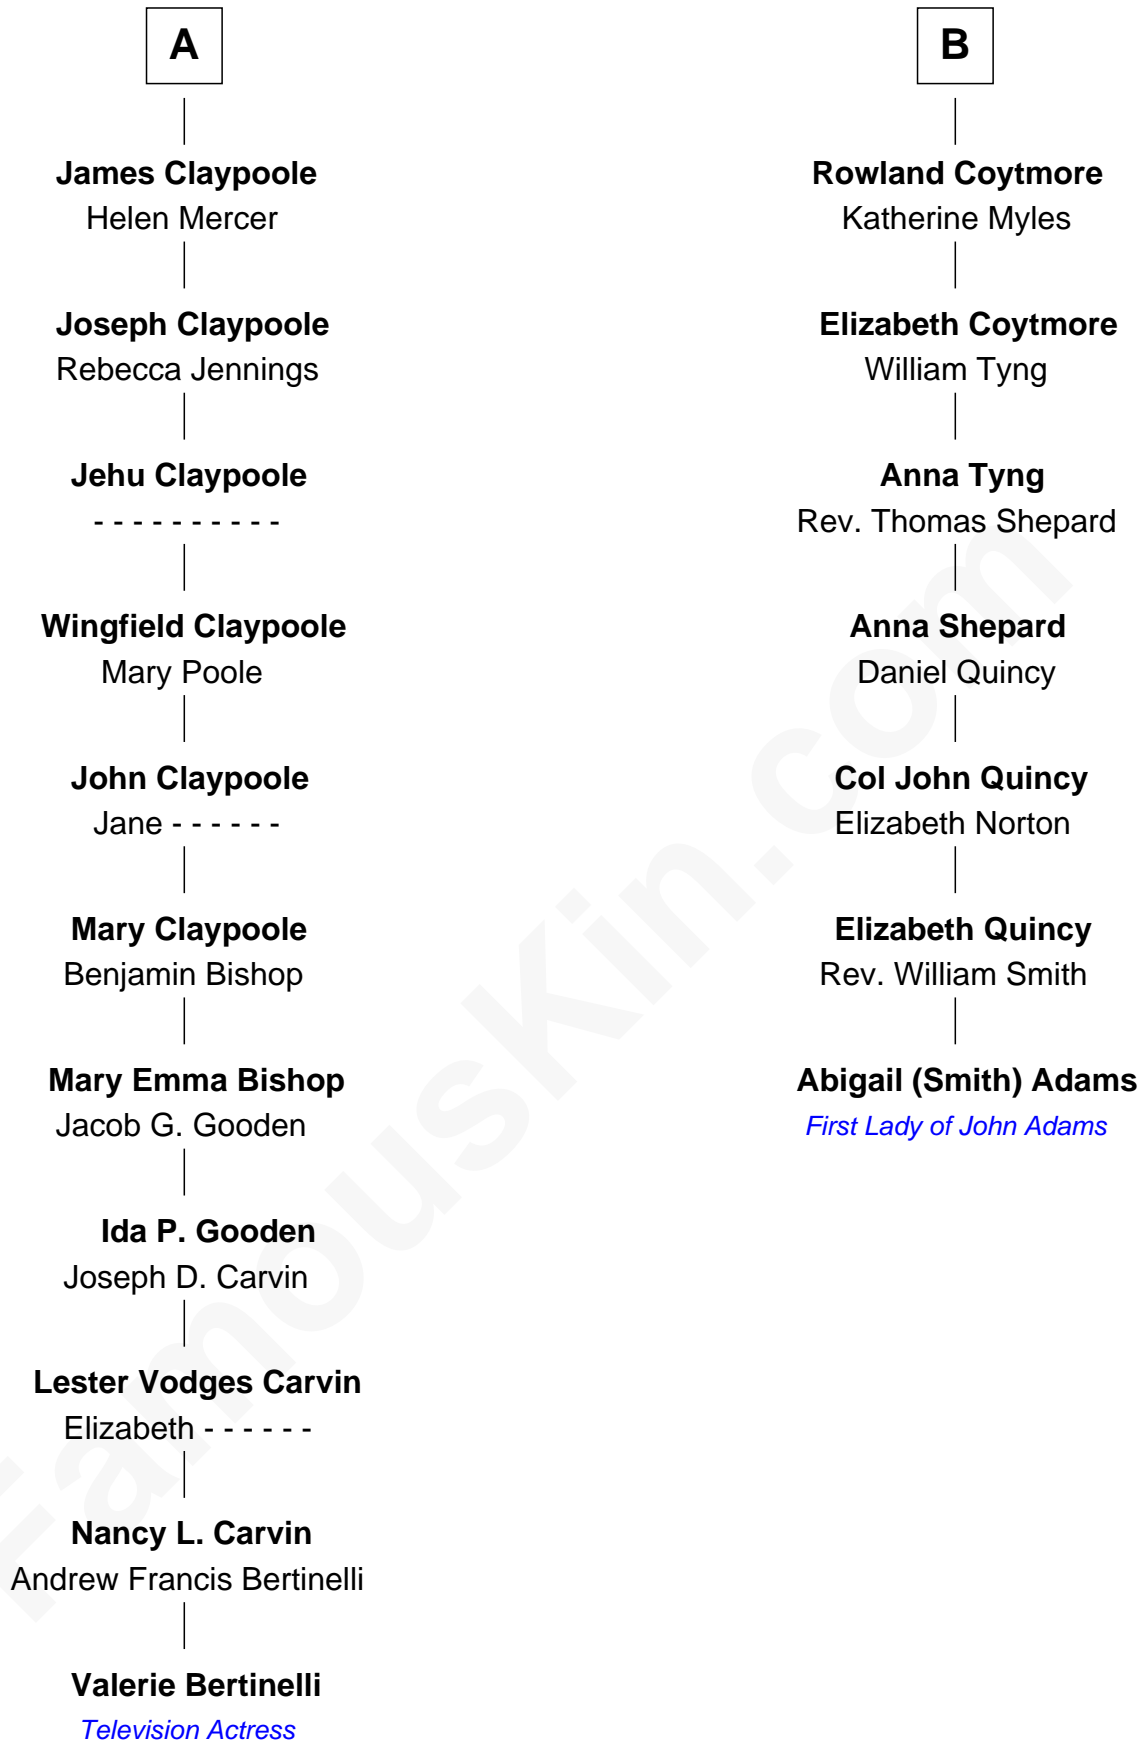 A
James Claypoole
Helen Mercer
Joseph Claypoole
Rebecca Jennings
Jehu Claypoole
- - - - - - - - - -
Wingfield Claypoole
Mary Poole
John Claypoole
Jane - - - - - -
Mary Claypoole
Benjamin Bishop
Mary Emma Bishop
Jacob G. Gooden
Ida P. Gooden
Joseph D. Carvin
Lester Vodges Carvin
Elizabeth - - - - - -
Nancy L. Carvin
Andrew Francis Bertinelli
Valerie Bertinelli
Television Actress
B
Rowland Coytmore
Katherine Myles
Elizabeth Coytmore
William Tyng
Anna Tyng
Rev. Thomas Shepard
Anna Shepard
Daniel Quincy
Col John Quincy
Elizabeth Norton
Elizabeth Quincy
Rev. William Smith
Abigail (Smith) Adams
First Lady of John Adams
FamousKin.com